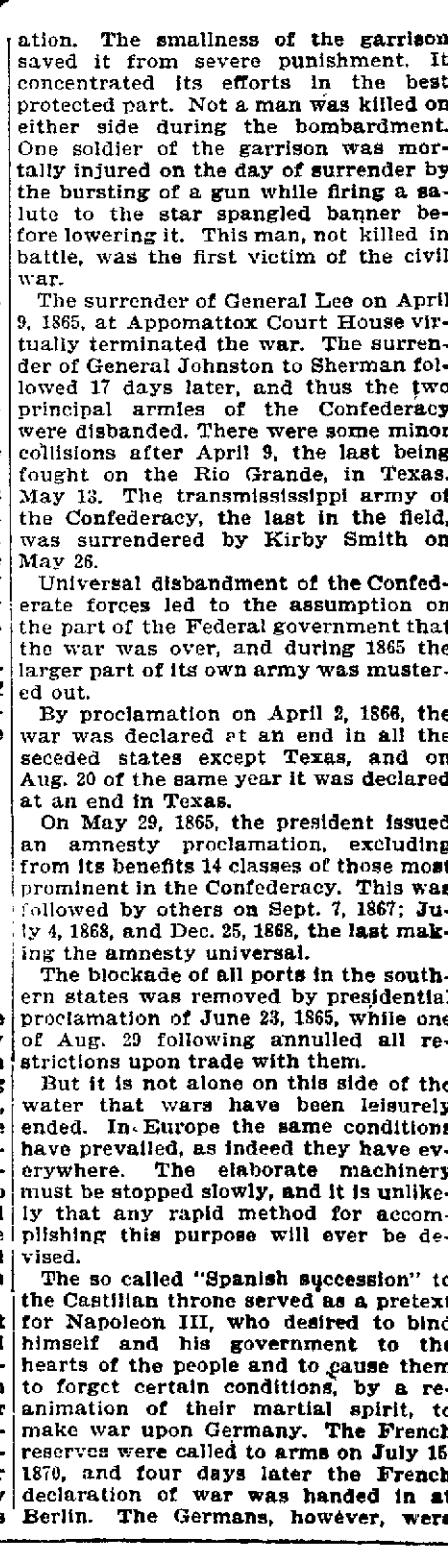 ation. The smallness of the garrison
saved it from severe punishment. It
concentrated its efforts in the best
protected part. Not a man was killed on
either side during the bombardment.
One soldier of the garrison was mor-
tally injured on the day of surrender by
the bursting of a gun while firing a sa-
lute to the star spangled banner be-
fore lowering it. This man, not killed in
battle, was the first victim of the civil
war.
The surrender of General Lee on April
9, 1865, at Appomattox Court House vir-
tually terminated the war. The surren-
der of General Johnston to Sherman fol-
lowed 17 days later, and thus the two
principal armies of the Confederacy
were disbanded. There were some minor
collisions after April 9, the last being
fought on the Rio Grande, in Texas,
May 13. The transmississippi army of
the Confederacy, the last in the field,
was surrendered by Kirby Smith on
May 26.
Universal disbandment of the Confed-
erate forces led to the assumption on
the part of the Federal government that
the war was over, and during 1865 the
larger part of its own army was muster-
ed out.
By proclamation on April 2, 1866, the
war was declared at an end in all the
seceded states except Texas, and on
Aug. 20 of the same year it was declared
at an end in Texas.
On May 29, 1865, the president issued
an amnesty proclamation, excluding
from its benefits 14 classes of those most
prominent in the Confederacy. This was
followed by others on Sept. 7, 1867; Ju-
ly 4, 1868, and Dec. 25, 1868, the last mak-
ing the amnesty universal.
The blockade of all ports in the south-
ern states was removed by presidential
proclamation of June 23, 1865, while one
of Aug. 29 following annulled all re-
strictions upon trade with them.
But it is not alone on this side of the
water that wars have been leisurely
ended. In Europe the same conditions
have prevailed, as indeed they have ev-
erywhere. The elaborate machinery
must be stopped slowly, and it is unlike-
ly that any rapid method for accom-
plishing this purpose will ever be de-
vised.
The so called "Spanish succession" to
the Castilian throne served as a pretext
for Napoleon III, who desired to bind
himself and his government to the
hearts of the people and to cause them
to forget certain conditions, by a re-
animation of their martial spirit, to
make war upon Germany. The French
reserves were called to arms on July 15
1870, and four days later the French
declaration of war was handed in at
Berlin. The Germans, however, were